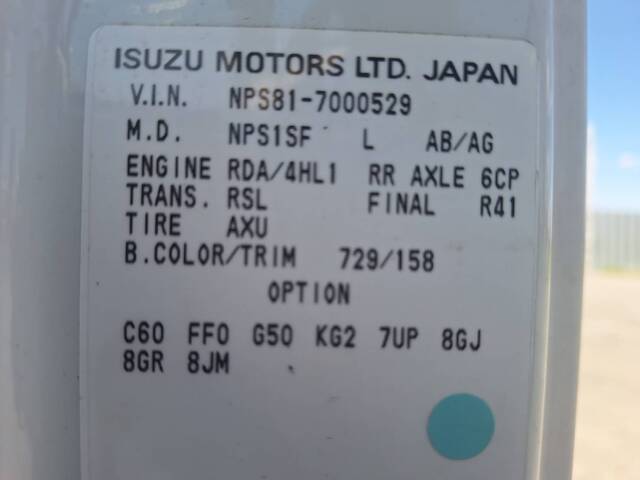 ISUZU MOTORS LTD. JAPAN
V.I.N. NPS81-7000529
M.D. NPS1SF L AB/AG
ENGINE RDA/4HL1 RR AXLE 6CP
TRANS. RSL FINAL R41
TIRE AXU
B.COLOR/TRIM 729/158
OPTION
C60 FF0 G50 KG2 7UP 8GJ
8GR 8JM